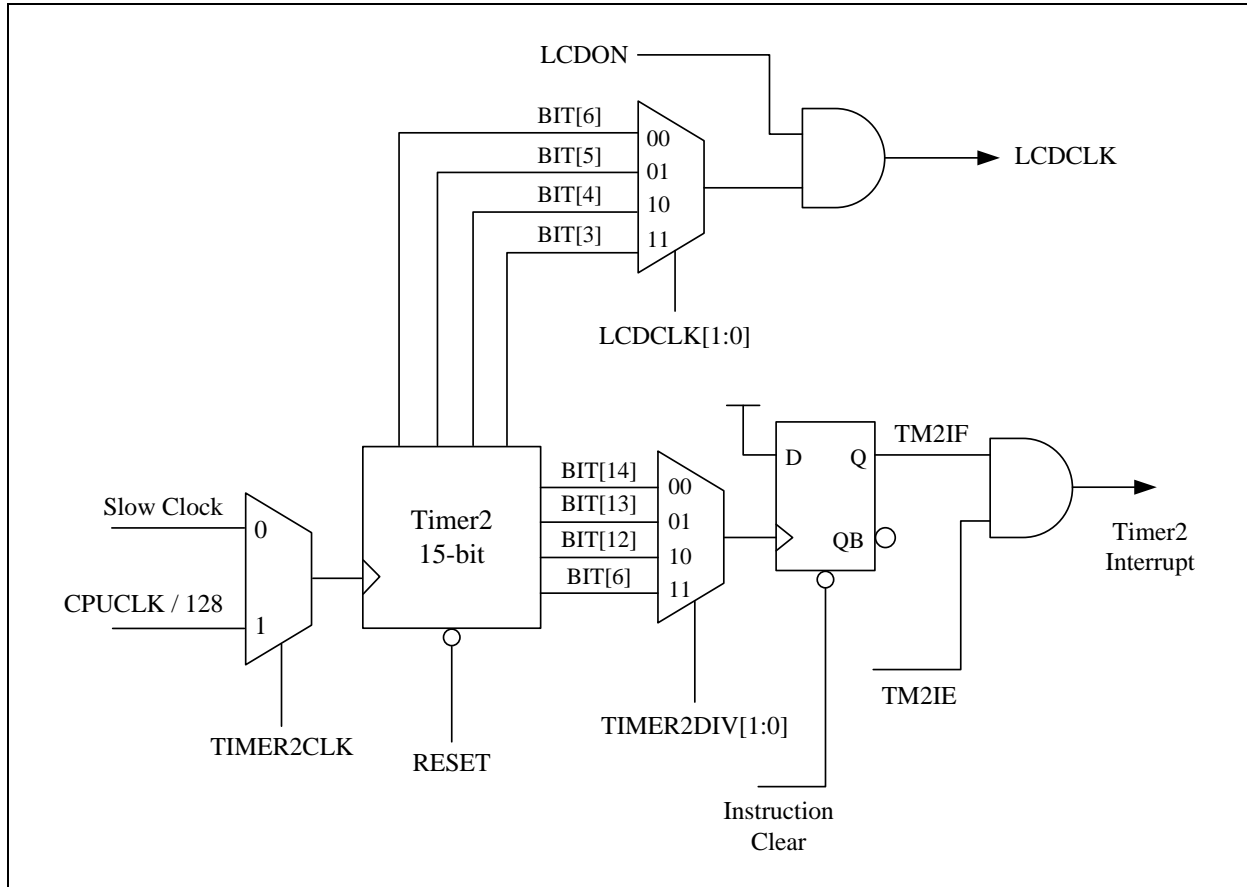 LCDON
BIT[6]
00
BIT[5]
01
LCDCLK
BIT[4]
10
BIT[3]
11
LCDCLK[1:0]
TM2IF
D
Q
BIT[14]
00
Slow Clock
0
Timer2
15-bit
BIT[13]
01
BIT[12]
10
QB
Timer2
Interrupt
BIT[6]
11
CPUCLK / 128
1
TM2IE
TIMER2CLK
RESET
TIMER2DIV[1:0]
Instruction
Clear